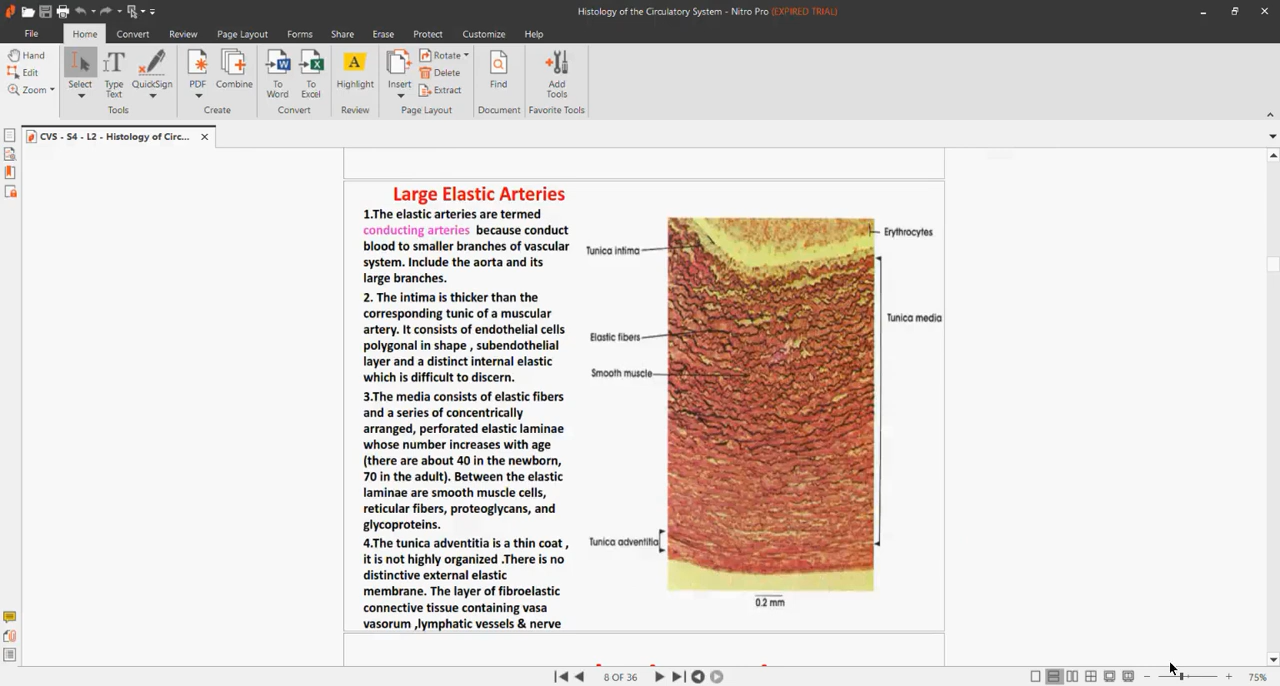 Histology of the Circulatory System - Nitro Pro (EXPIRED TRIAL)
File Home Convert Review Page Layout Forms Share Erase Protect Customize Help
Hand
Edit
Zoom
Select
Type Text
QuickSign
Tools
PDF
Combine
Create
To Word
To Excel
Convert
Highlight
Review
Insert
Rotate
Delete
Extract
Page Layout
Find
Document
Add Tools
Favorite Tools
CVS - S4 - L2 - Histology of Circ...
Large Elastic Arteries
1.The elastic arteries are termed
conducting arteries because conduct
blood to smaller branches of vascular
system. Include the aorta and its
large branches.
2. The intima is thicker than the
corresponding tunic of a muscular
artery. It consists of endothelial cells
polygonal in shape , subendothelial
layer and a distinct internal elastic
which is difficult to discern.
3.The media consists of elastic fibers
and a series of concentrically
arranged, perforated elastic laminae
whose number increases with age
(there are about 40 in the newborn,
70 in the adult). Between the elastic
laminae are smooth muscle cells,
reticular fibers, proteoglycans, and
glycoproteins.
4.The tunica adventitia is a thin coat ,
it is not highly organized .There is no
distinctive external elastic
membrane. The layer of fibroelastic
connective tissue containing vasa
vasorum ,lymphatic vessels & nerve
Erythrocytes
Tunica intima
Tunica media
Elastic fibers
Smooth muscle
Tunica adventitia
0.2 mm
8 OF 36
75%